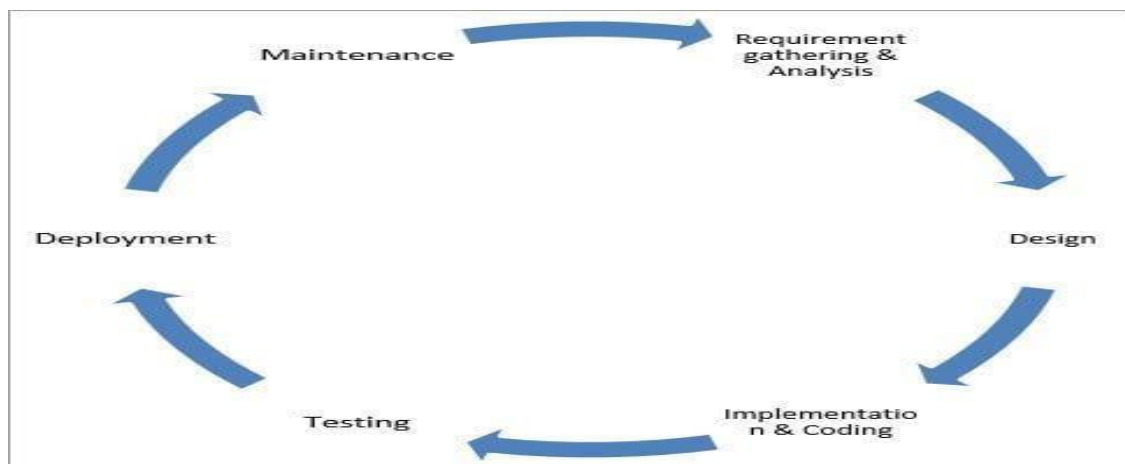 Maintenance
Requirement
gathering &
Analysis
Deployment
Design
Testing
Implementatio
n & Coding